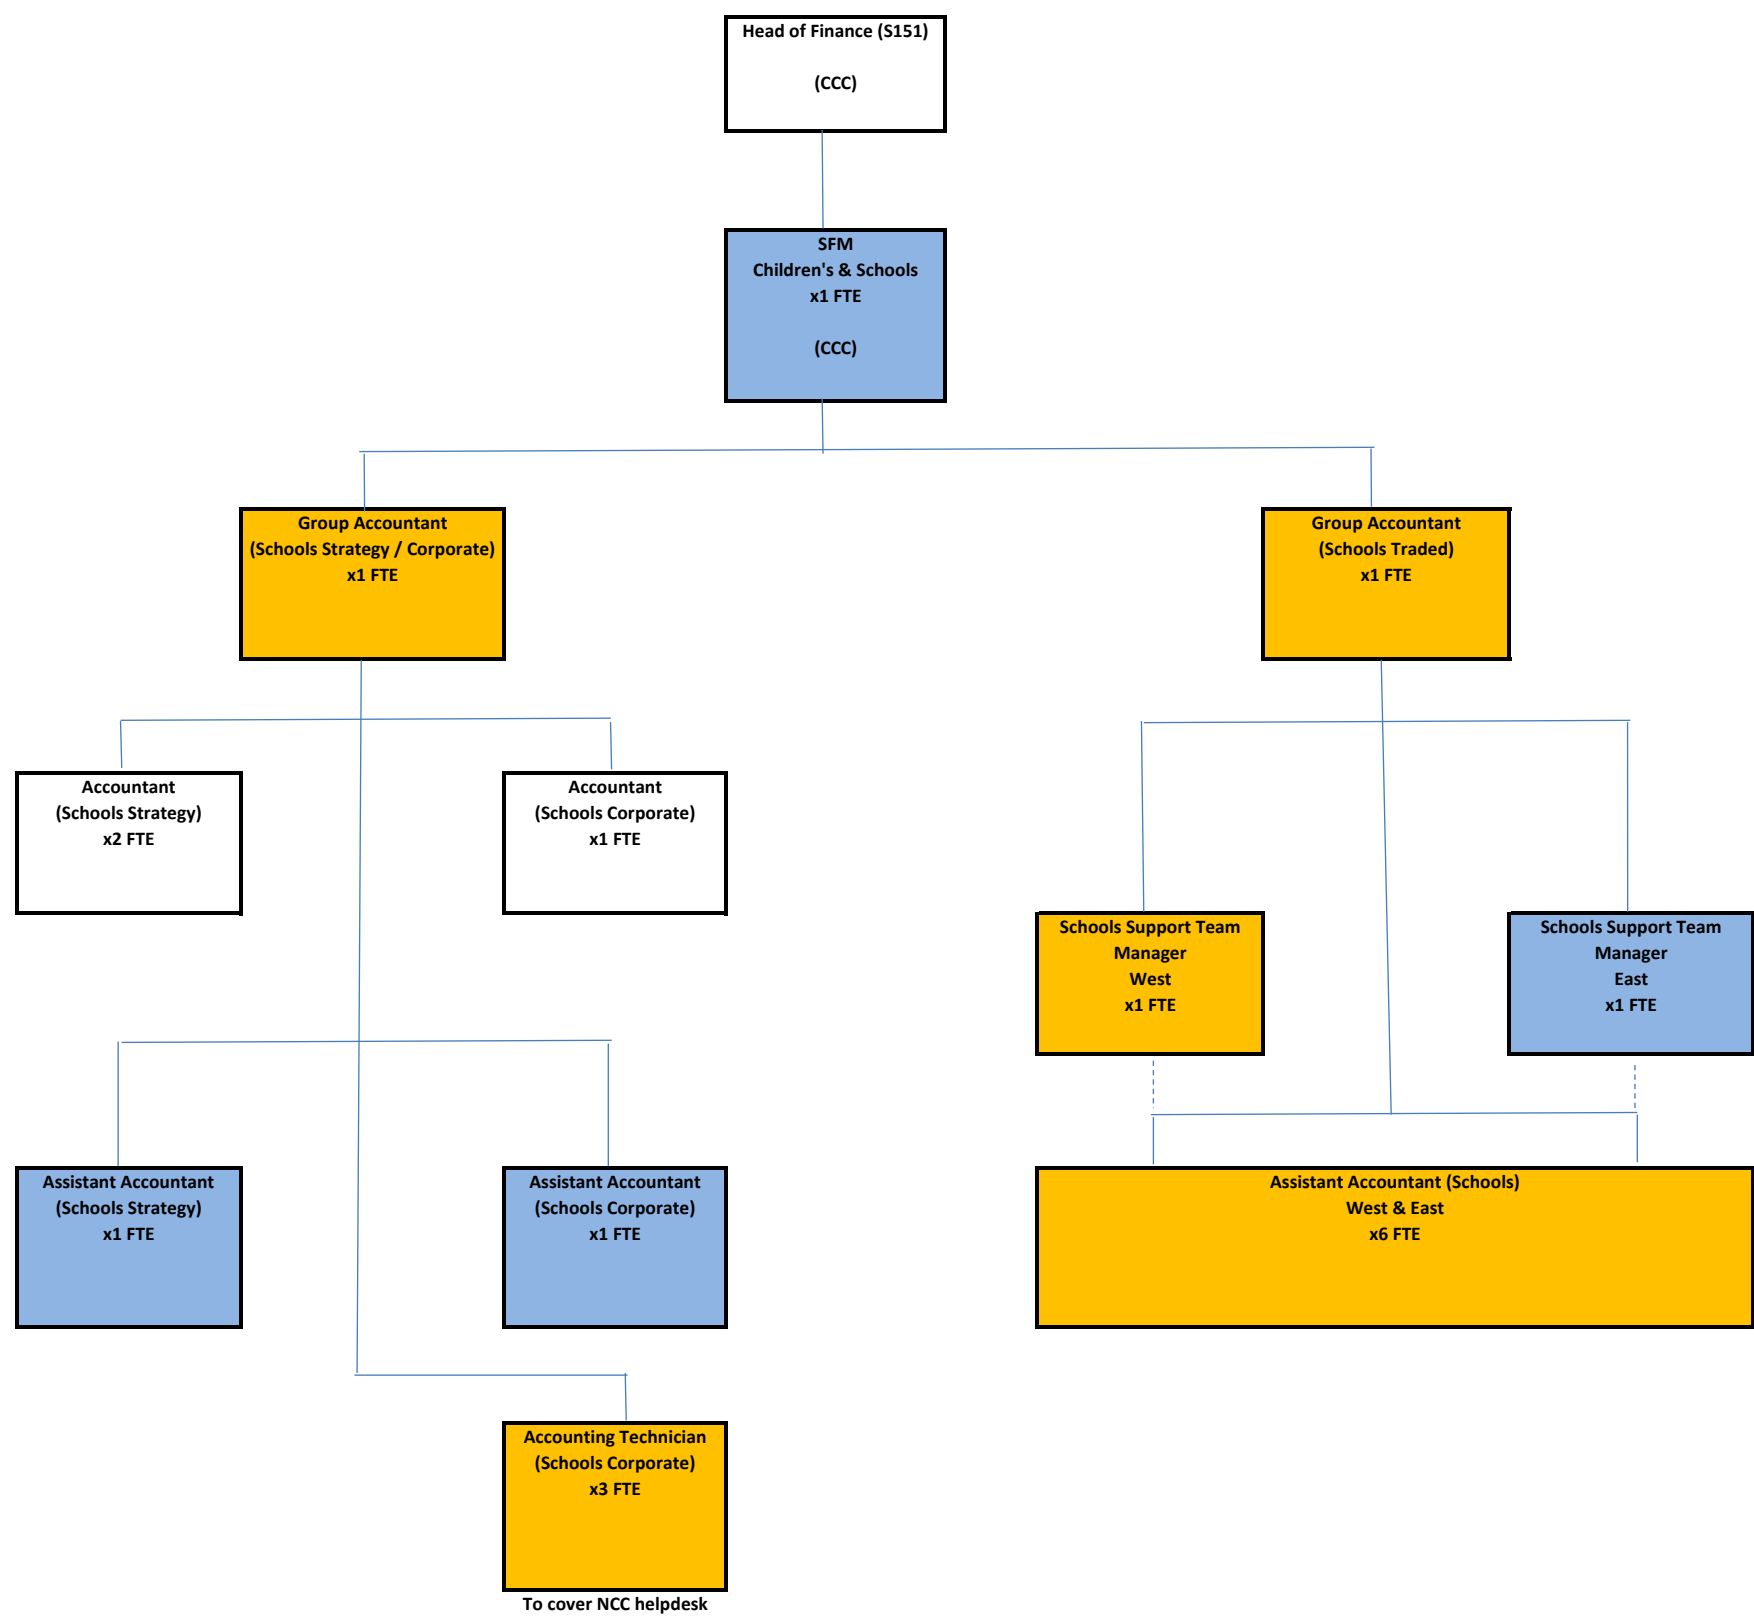 Head of Finance (S151)
(CCC)
SFM
Children's & Schools
x1 FTE
(CCC)
Group Accountant
(Schools Strategy / Corporate)
x1 FTE
Group Accountant
(Schools Traded)
x1 FTE
Accountant
(Schools Strategy)
x2 FTE
Accountant
(Schools Corporate)
x1 FTE
Schools Support Team
Manager
West
x1 FTE
Schools Support Team
Manager
East
x1 FTE
Assistant Accountant
(Schools Strategy)
x1 FTE
Assistant Accountant
(Schools Corporate)
x1 FTE
Assistant Accountant (Schools)
West & East
x6 FTE
Accounting Technician
(Schools Corporate)
x3 FTE
To cover NCC helpdesk